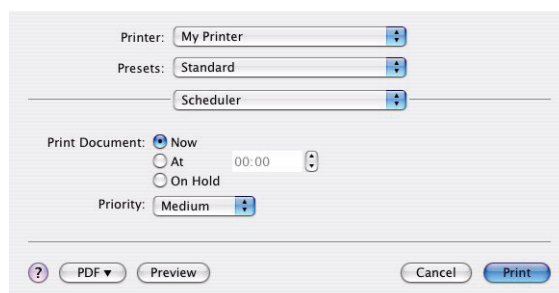 Printer: My Printer
Presets: Standard
Scheduler
Print Document: Now
At 00:00
On Hold
Priority: Medium
? PDF ▼ Preview Cancel Print